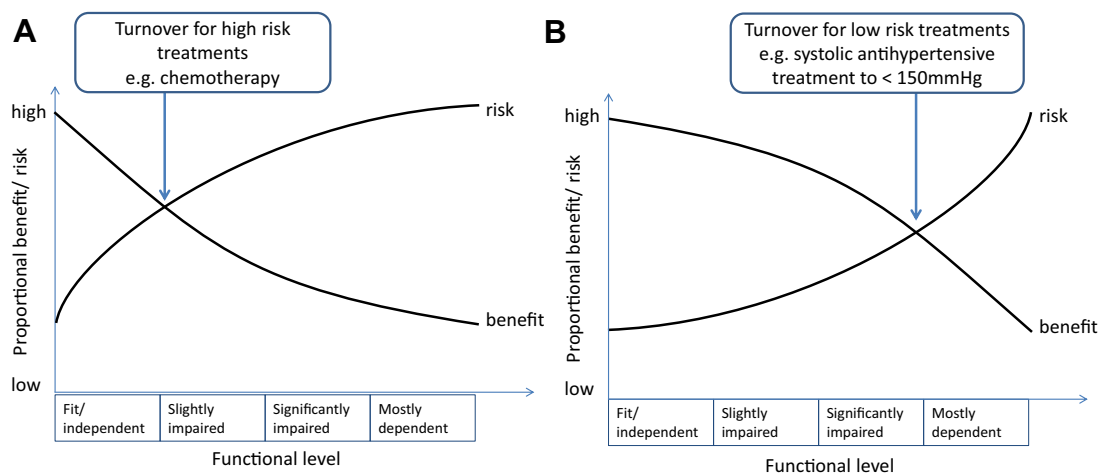 A
Turnover for high risk
treatments
e.g. chemotherapy
high
risk
Proportional benefit/ risk
benefit
low
Fit/
independent
Slightly
impaired
Significantly
impaired
Mostly
dependent
Functional level
B
Turnover for low risk treatments
e.g. systolic antihypertensive
treatment to < 150mmHg
high
risk
Proportional benefit/ risk
benefit
low
Fit/
independent
Slightly
impaired
Significantly
impaired
Mostly
dependent
Functional level